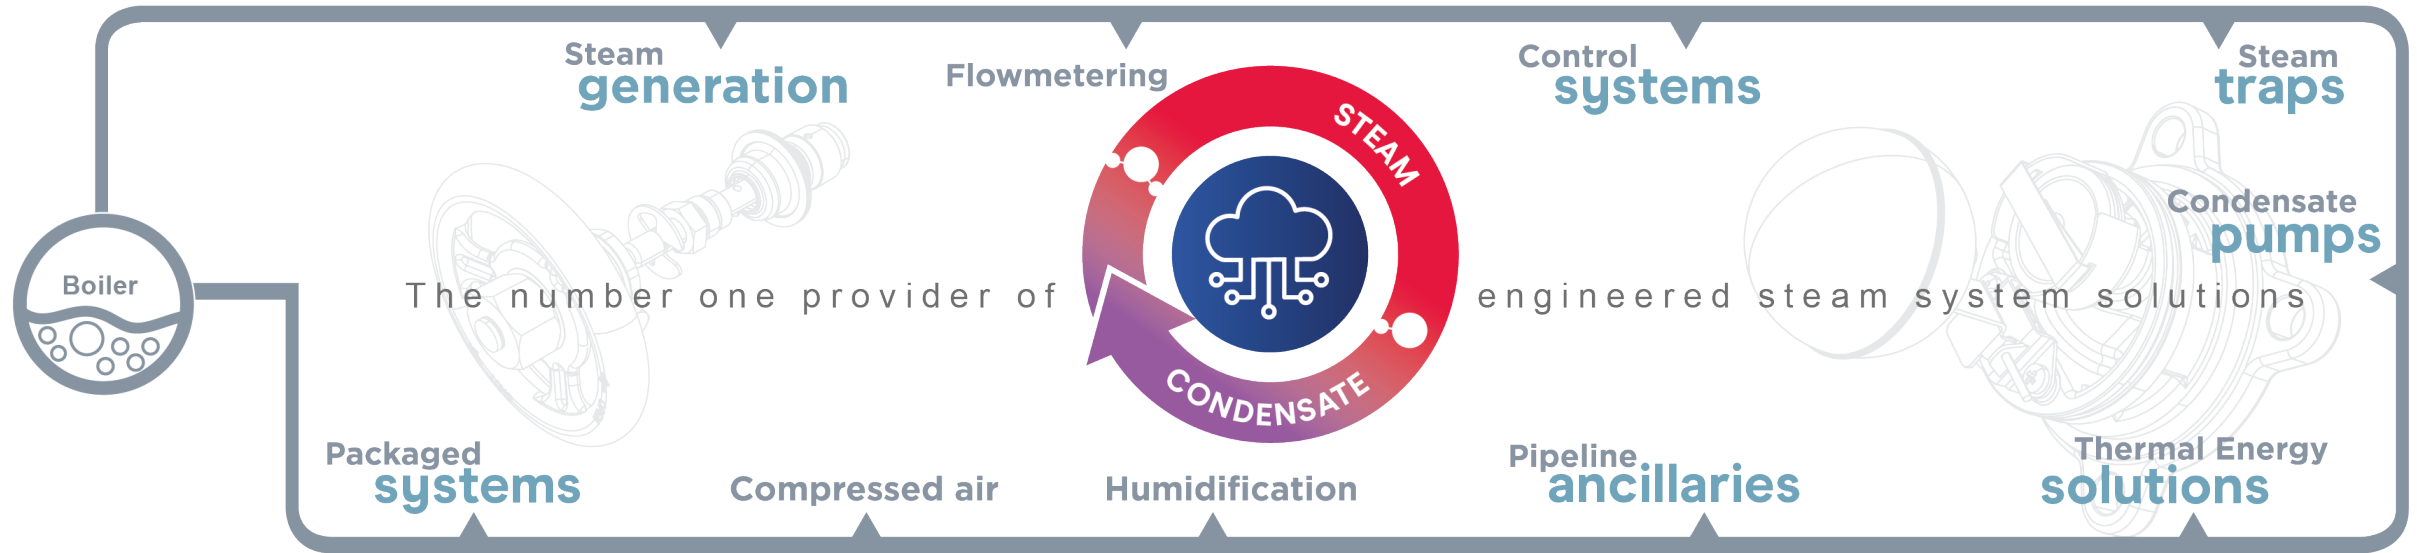 Steam
generation
Flowmetering
Control
systems
Steam
traps
STEAM
Condensate
pumps
Boiler
The number one provider of
engineered steam system solutions
CONDENSATE
Packaged
systems
Compressed air
Humidification
Pipeline
ancillaries
Thermal Energy
solutions